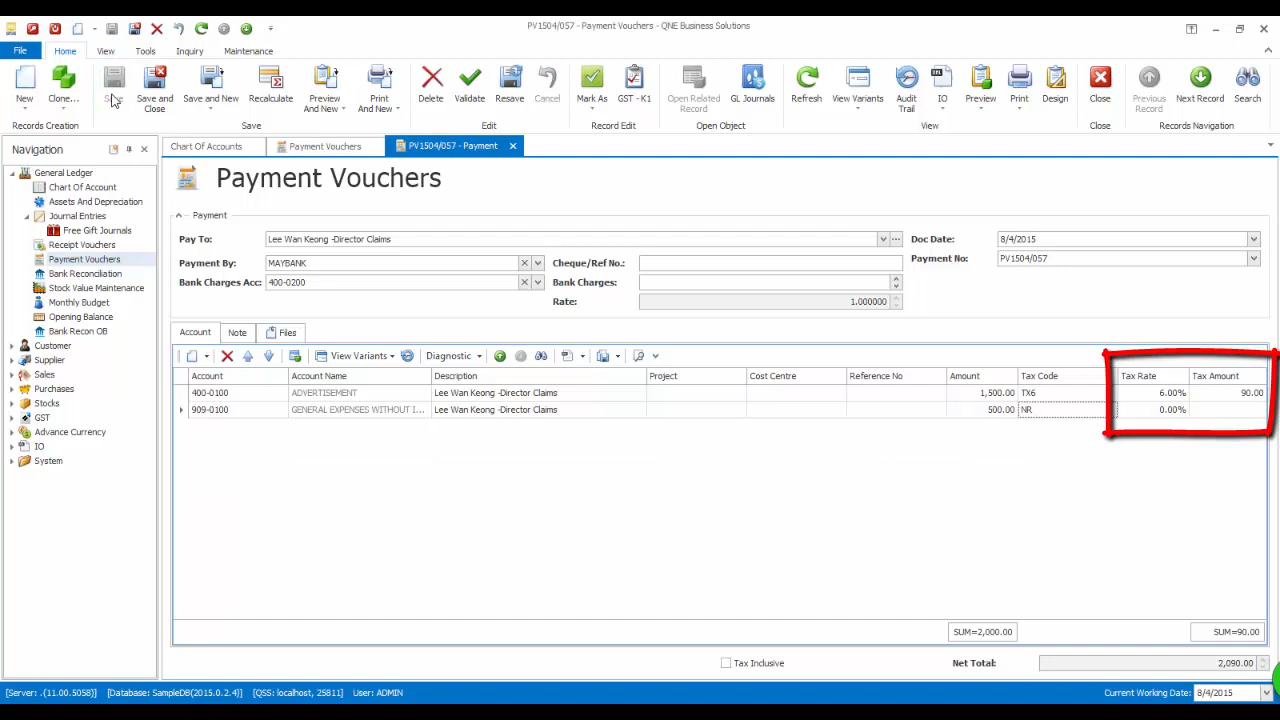 PV1504/057 - Payment Vouchers - QNE Business Solutions
File Home View Tools Inquiry Maintenance
New Clone... Save and Close Save and New Recalculate Preview And New Print And New Delete Validate Resave Cancel Mark As GST - K1 Open Related Record GL Journals Refresh View Variants Audit Trail IO Preview Print Design Close Previous Record Next Record Search
Records Creation Save Edit Record Edit Open Object View Close Records Navigation
Navigation
General Ledger
Chart Of Account
Assets And Depreciation
Journal Entries
Free Gift Journals
Receipt Vouchers
Payment Vouchers
Bank Reconciliation
Stock Value Maintenance
Monthly Budget
Opening Balance
Bank Recon OB
Customer
Supplier
Sales
Purchases
Stocks
GST
Advance Currency
IO
System
Chart Of Accounts Payment Vouchers PV1504/057 - Payment
Payment Vouchers
Payment
Pay To: Lee Wan Keong -Director Claims Doc Date: 8/4/2015
Payment By: MAYBANK Cheque/Ref No.: Payment No: PV1504/057
Bank Charges Acc: 400-0200 Bank Charges:
Rate: 1.000000
Account Note Files
View Variants Diagnostic
Account Account Name Description Project Cost Centre Reference No Amount Tax Code Tax Rate Tax Amount
400-0100 ADVERTISEMENT Lee Wan Keong -Director Claims 1,500.00 TX6 6.00% 90.00
909-0100 GENERAL EXPENSES WITHOUT I... Lee Wan Keong -Director Claims 500.00 NR 0.00%
SUM=2,000.00 SUM=90.00
Tax Inclusive Net Total: 2,090.00
[Server: .(11.00.5058)] [Database: SampleDB(2015.0.2.4)] [QSS: localhost, 25811] User: ADMIN Current Working Date: 8/4/2015